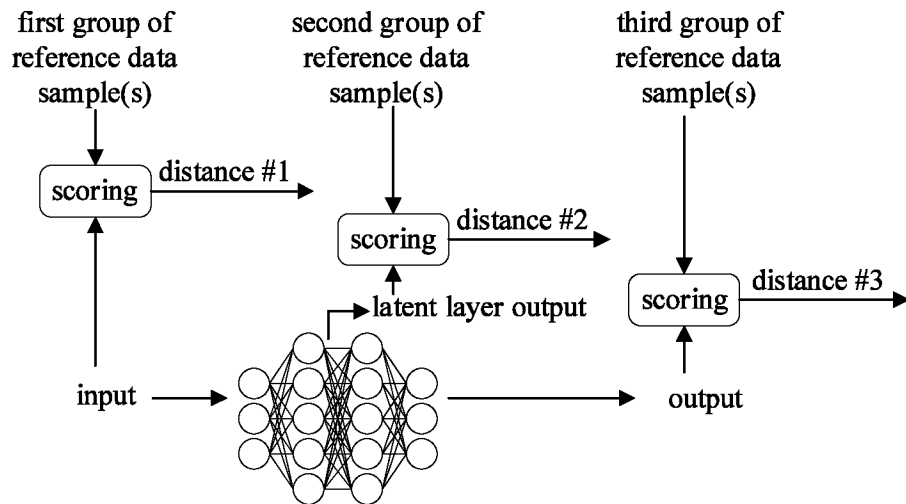 first group of
reference data
sample(s)
second group of
reference data
sample(s)
third group of
reference data
sample(s)
scoring
distance #1
scoring
distance #2
scoring
distance #3
latent layer output
input
output